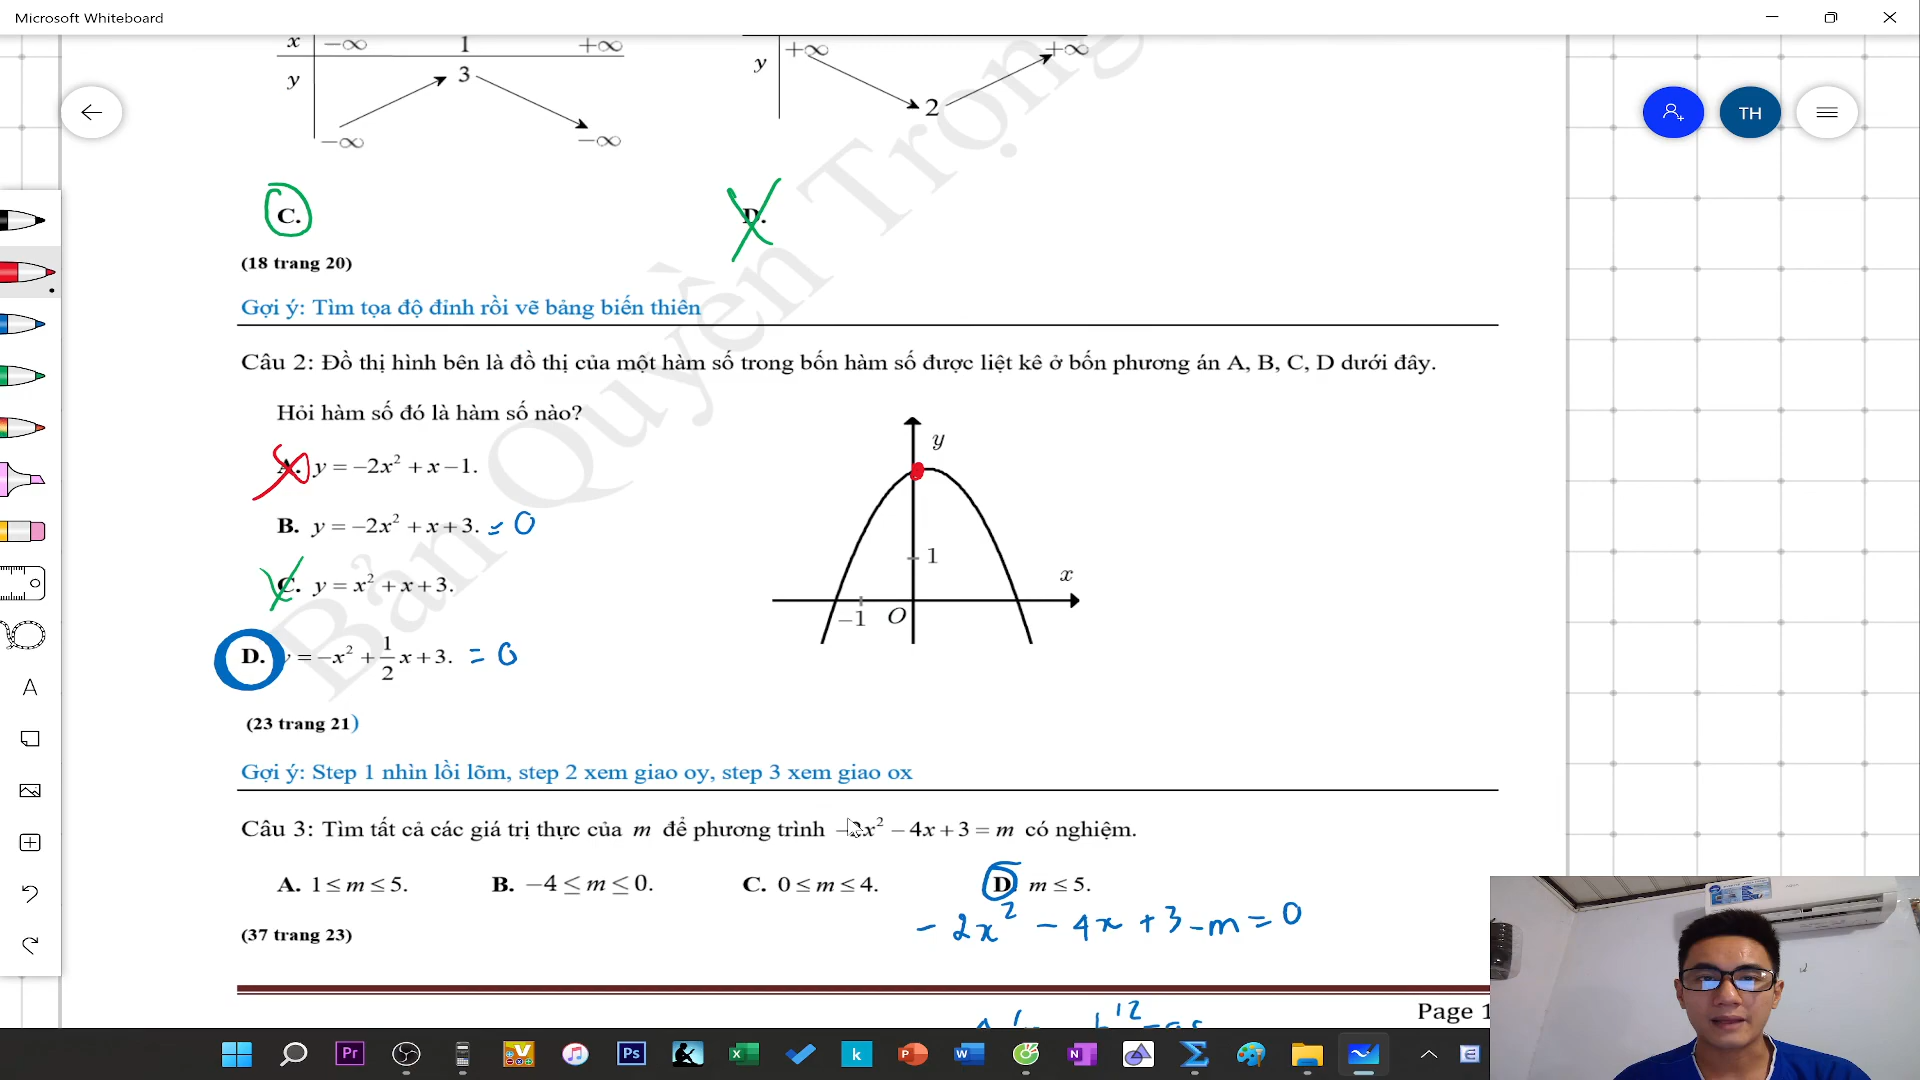 Microsoft Whiteboard
x −∞ 1 +∞
y 3
−∞ −∞
y +∞ 2 +∞
C.
D.
(18 trang 20)
Gợi ý: Tìm tọa độ đỉnh rồi vẽ bảng biến thiên
Câu 2: Đồ thị hình bên là đồ thị của một hàm số trong bốn hàm số được liệt kê ở bốn phương án A, B, C, D dưới đây.
Hỏi hàm số đó là hàm số nào?
A. y = −2x² + x − 1.
B. y = −2x² + x + 3. = 0
C. y = x² + x + 3.
D. y = −x² + 1/2 x + 3. = 0
y
1
x
−1 O
(23 trang 21)
Gợi ý: Step 1 nhìn lồi lõm, step 2 xem giao oy, step 3 xem giao ox
Câu 3: Tìm tất cả các giá trị thực của m để phương trình −2x² − 4x + 3 = m có nghiệm.
A. 1 ≤ m ≤ 5. B. −4 ≤ m ≤ 0. C. 0 ≤ m ≤ 4. D. m ≤ 5.
− 2x² − 4x + 3 − m = 0
(37 trang 23)
Page 1
TH
Bản Quyền Trọng